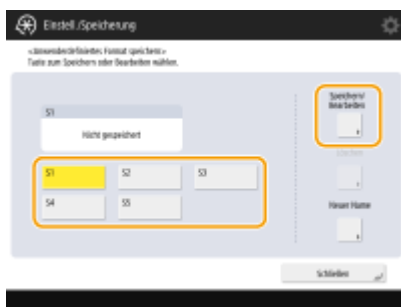 Einstell./Speicherung
<Anwenderdefiniertes Format speichern>
Taste zum Speichern oder Bearbeiten wählen.
S1
Nicht gespeichert
S1
S2
S3
S4
S5
Speichern/
Bearbeiten
Löschen
Neuer Name
Schließen